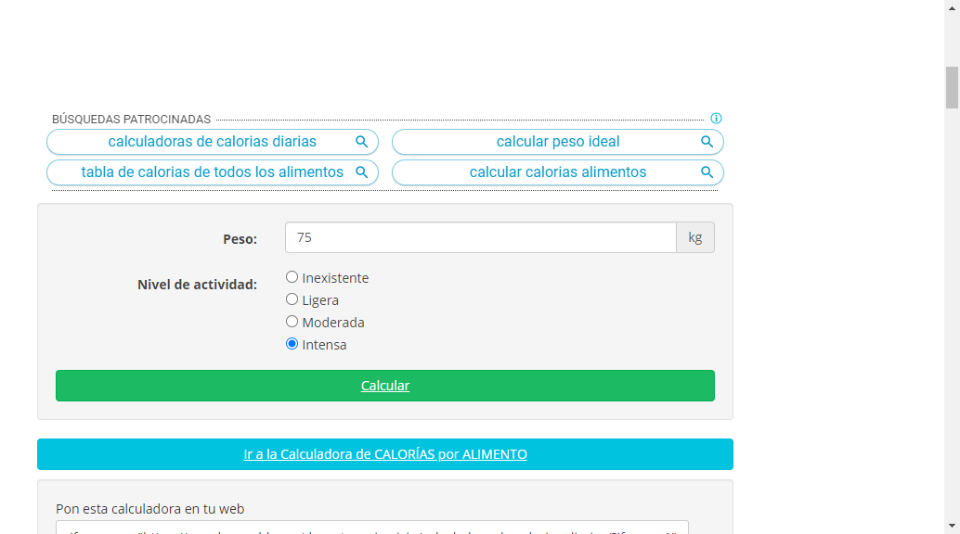 BÚSQUEDAS PATROCINADAS
calculadoras de calorias diarias
calcular peso ideal
tabla de calorias de todos los alimentos
calcular calorias alimentos
Peso: 75 kg
Nivel de actividad: Inexistente
Ligera
Moderada
Intensa
Calcular
Ir a la Calculadora de CALORÍAS por ALIMENTO
Pon esta calculadora en tu web